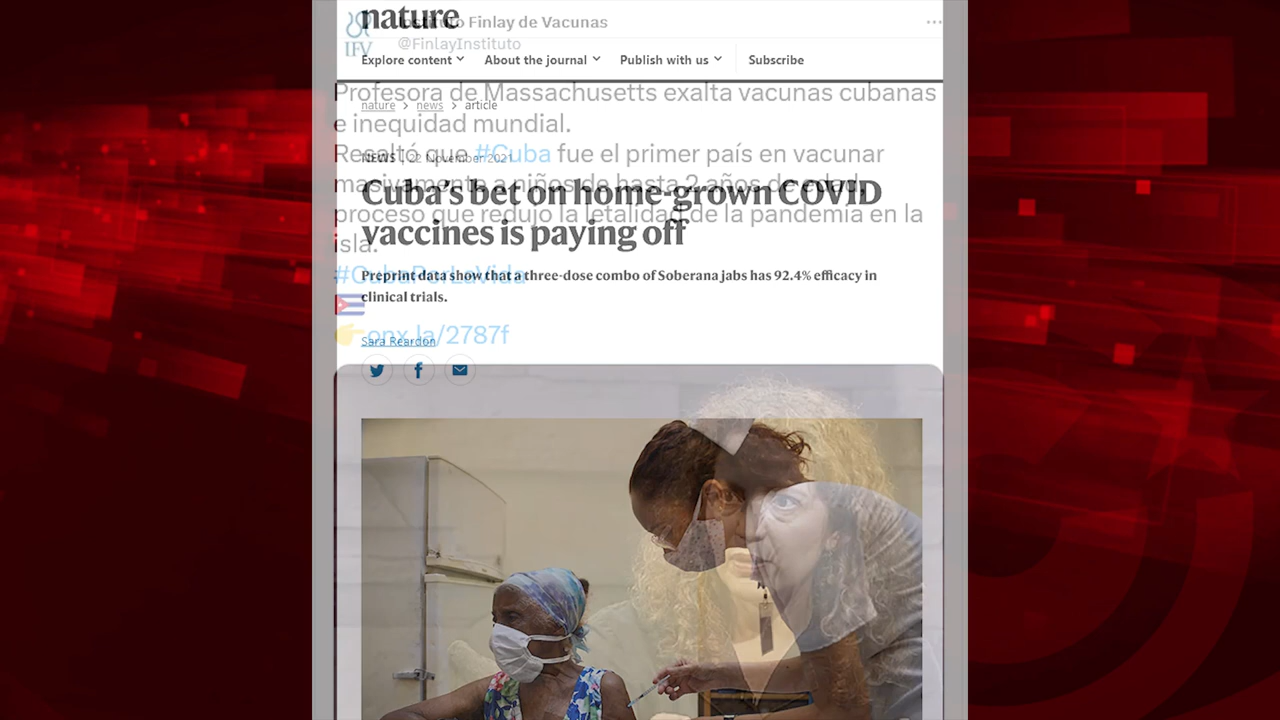 nature
Instituto Finlay de Vacunas
IFV
@FinlayInstituto
Explore content About the journal Publish with us Subscribe
Profesora de Massachusetts exalta vacunas cubanas
e inequidad mundial.
nature > news > article
Resaltó que #Cuba fue el primer país en vacunar
masivamente a niños de hasta 2 años de edad,
proceso que redujo la letalidad de la pandemia en la
isla.
#CubaPorLaVida
onx.la/2787f
NEWS | 22 November 2021
Cuba's bet on home-grown COVID
vaccines is paying off
Preprint data show that a three-dose combo of Soberana jabs has 92.4% efficacy in
clinical trials.
Sara Reardon